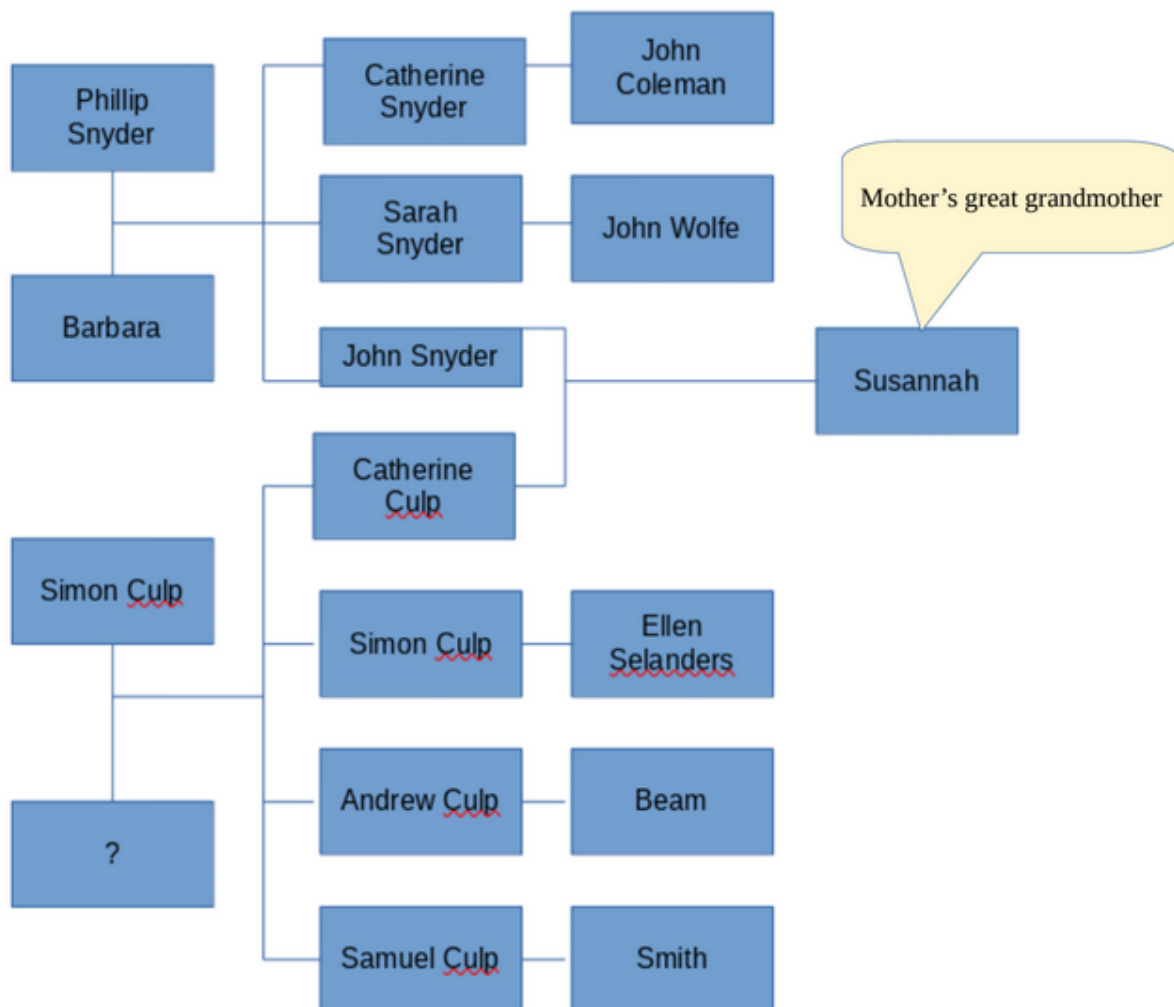 Phillip
Snyder
Barbara
Catherine
Snyder
John
Coleman
Sarah
Snyder
John Wolfe
John Snyder
Mother’s great grandmother
Susannah
Catherine
Culp
Simon Culp
?
Simon Culp
Ellen
Selanders
Andrew Culp
Beam
Samuel Culp
Smith